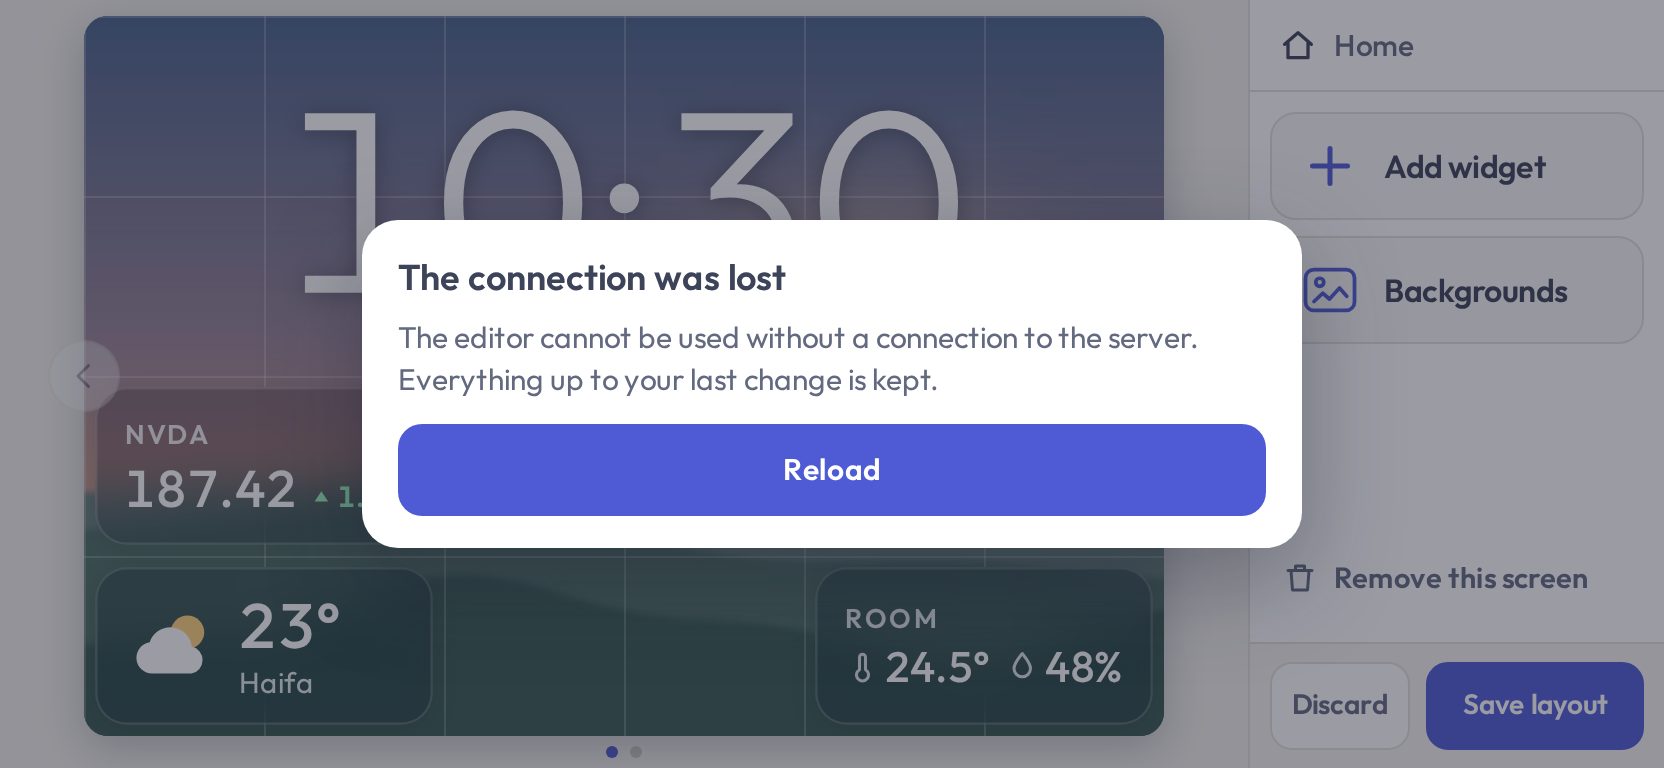 10:30
Home
Add widget
Backgrounds
The connection was lost
The editor cannot be used without a connection to the server.
Everything up to your last change is kept.
Reload
NVDA
187.42 ▲ 1.
23°
Haifa
ROOM
24.5° 48%
Remove this screen
Discard
Save layout